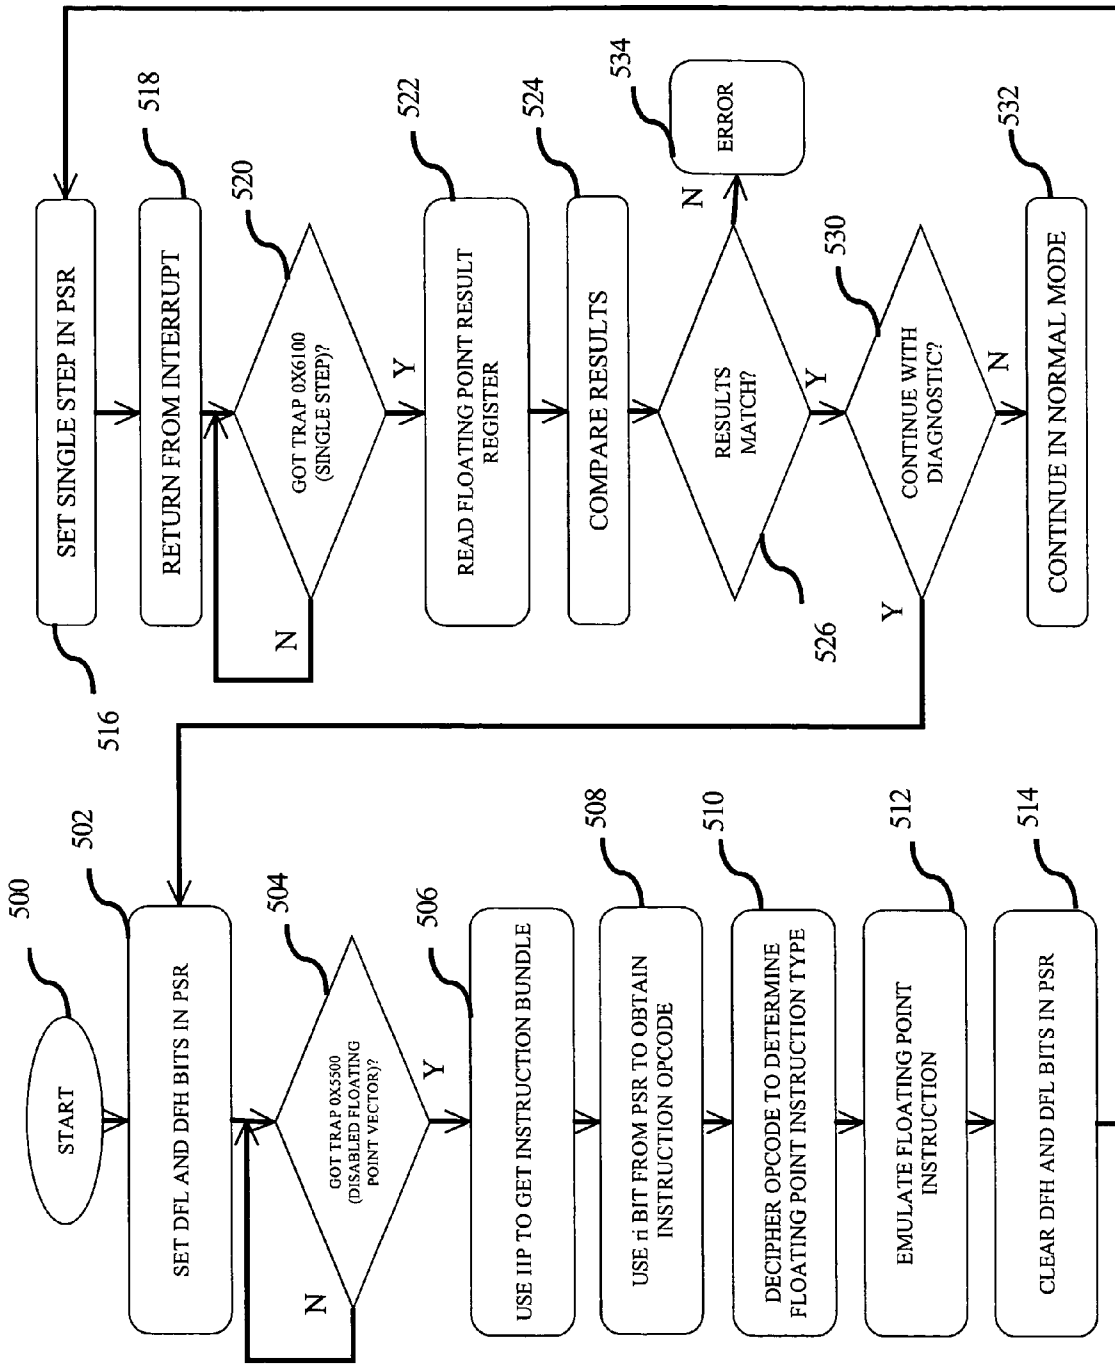 500
START
502
SET DFL AND DFH BITS IN PSR
504
GOT TRAP 0X5500
(DISABLED FLOATING
POINT VECTOR)?
N
Y
506
USE IIP TO GET INSTRUCTION BUNDLE
508
USE ri BIT FROM PSR TO OBTAIN
INSTRUCTION OPCODE
510
DECIPHER OPCODE TO DETERMINE
FLOATING POINT INSTRUCTION TYPE
512
EMULATE FLOATING POINT
INSTRUCTION
514
CLEAR DFH AND DFL BITS IN PSR
516
SET SINGLE STEP IN PSR
518
RETURN FROM INTERRUPT
520
GOT TRAP 0X6100
(SINGLE STEP)?
N
Y
522
READ FLOATING POINT RESULT
REGISTER
524
COMPARE RESULTS
526
RESULTS
MATCH?
N
534
ERROR
Y
530
CONTINUE WITH
DIAGNOSTIC?
Y
N
532
CONTINUE IN NORMAL MODE